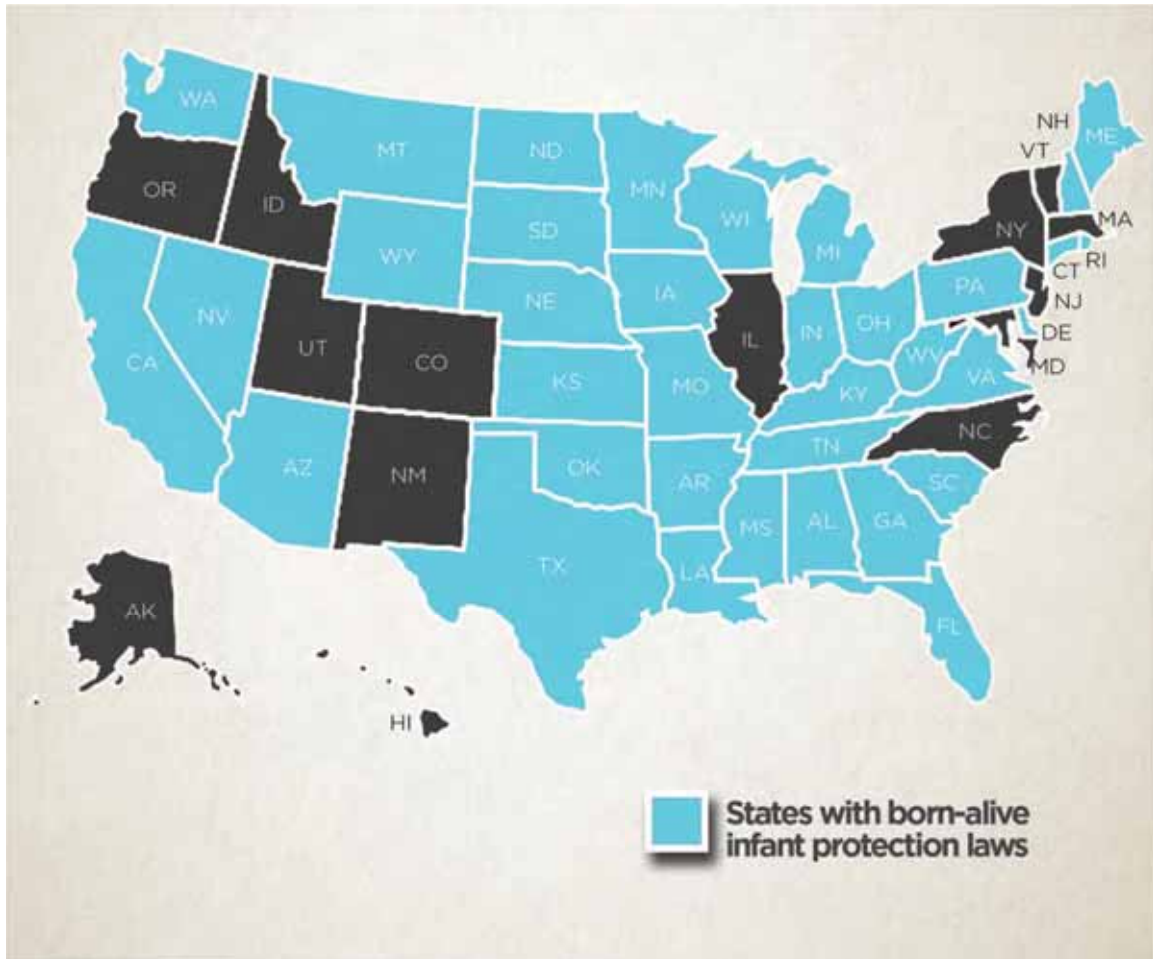 WA
MT
ND
MN
NH
VT
ME
OR
ID
WY
SD
WI
MI
NY
MA
RI
CT
NV
UT
CO
NE
IA
IL
IN
OH
PA
NJ
DE
MD
CA
KS
MO
WV
VA
KY
AZ
NM
OK
AR
TN
NC
SC
TX
LA
MS
AL
GA
FL
AK
HI
States with born-alive
infant protection laws